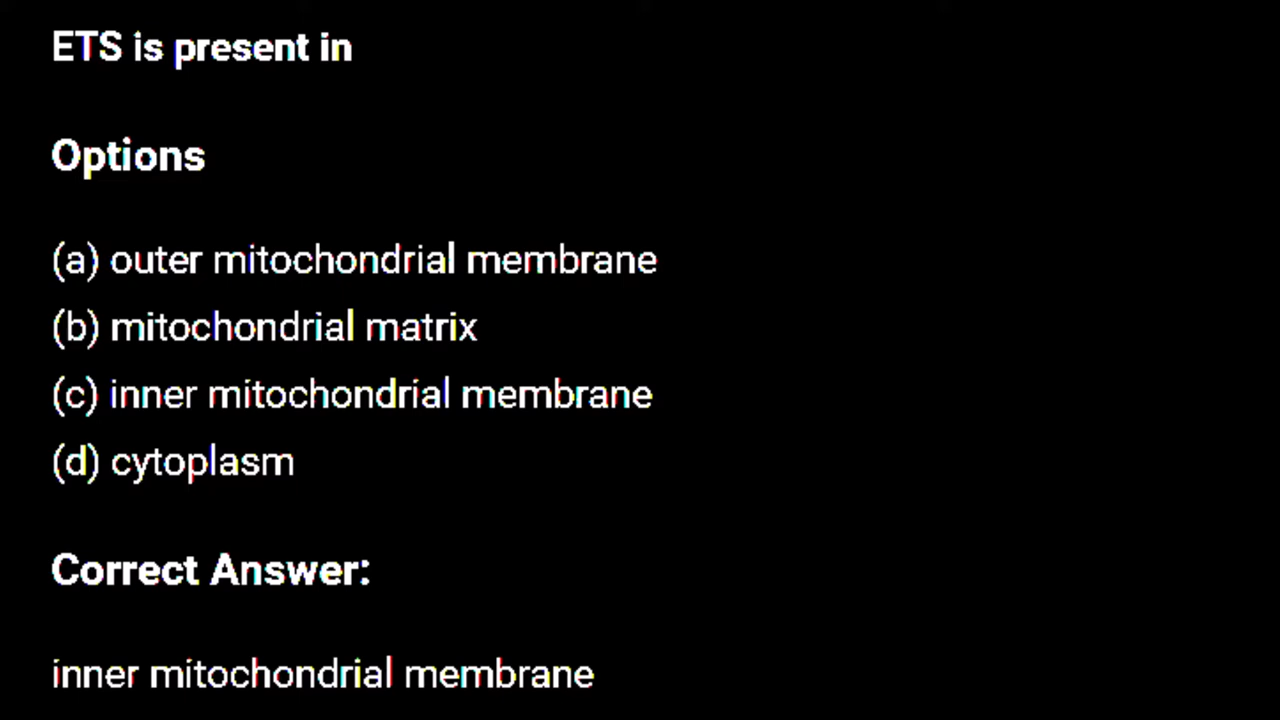 ETS is present in
Options
(a) outer mitochondrial membrane
(b) mitochondrial matrix
(c) inner mitochondrial membrane
(d) cytoplasm
Correct Answer:
inner mitochondrial membrane